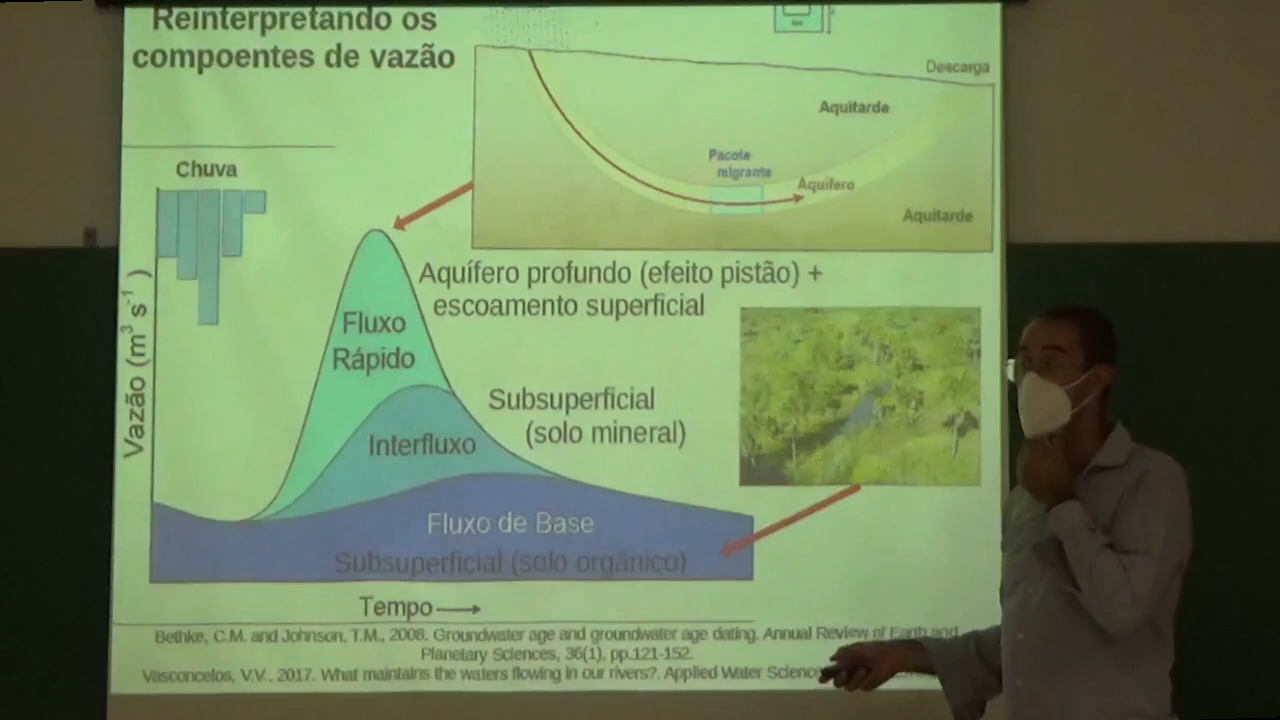 Reinterpretando os
compoentes de vazão
Descarga
Aquitarde
Pacote
migrante
Aquífero
Aquitarde
Chuva
Vazão (m³ s⁻¹)
Aquífero profundo (efeito pistão) +
escoamento superficial
Fluxo
Rápido
Subsuperficial
(solo mineral)
Interfluxo
Fluxo de Base
Subsuperficial (solo orgânico)
Tempo
Bethke, C.M. and Johnson, T.M., 2008. Groundwater age and groundwater age dating. Annual Review of Earth and
Planetary Sciences, 36(1), pp.121-152.
Vasconcelos, V.V., 2017. What maintains the waters flowing in our rivers?. Applied Water